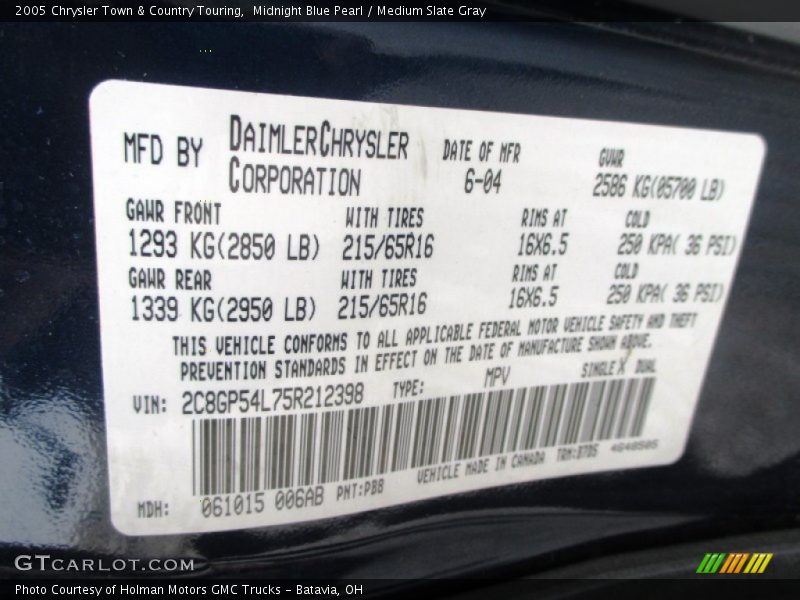 2005 Chrysler Town & Country Touring, Midnight Blue Pearl / Medium Slate Gray
MFD BY DAIMLERCHRYSLER CORPORATION DATE OF MFR 6-04 GVWR 2586 KG(05700 LB)
GAWR FRONT WITH TIRES RIMS AT COLD
1293 KG(2850 LB) 215/65R16 16X6.5 250 KPA( 36 PSI)
GAWR REAR WITH TIRES RIMS AT COLD
1339 KG(2950 LB) 215/65R16 16X6.5 250 KPA( 36 PSI)
THIS VEHICLE CONFORMS TO ALL APPLICABLE FEDERAL MOTOR VEHICLE SAFETY AND THEFT
PREVENTION STANDARDS IN EFFECT ON THE DATE OF MANUFACTURE SHOWN ABOVE.
VIN: 2C8GP54L75R212398 TYPE: MPV SINGLE X DUAL
MDH: 061015 006AB PNT:PB8 VEHICLE MADE IN CANADA TRM:B7D5
GTCARLOT.COM
Photo Courtesy of Holman Motors GMC Trucks - Batavia, OH